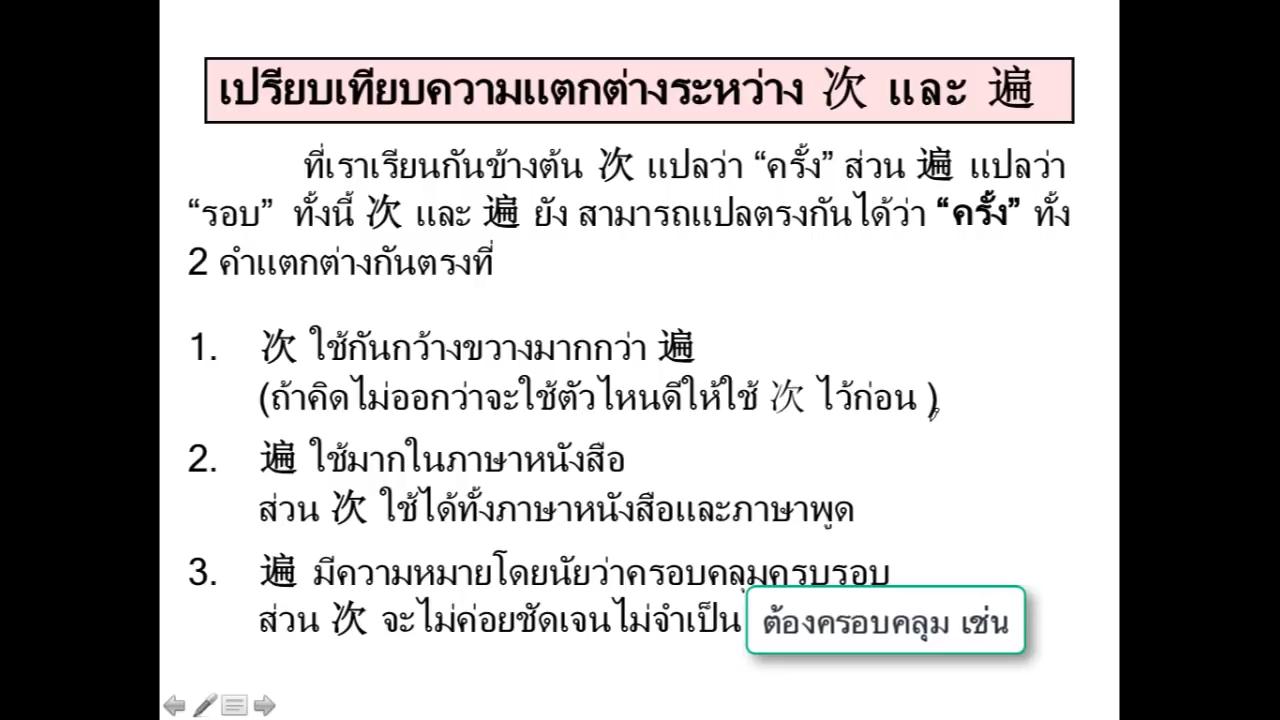 เปรียบเทียบความแตกต่างระหว่าง 次 และ 遍
ที่เราเรียนกันข้างต้น 次 แปลว่า “ครั้ง” ส่วน 遍 แปลว่า
“รอบ” ทั้งนี้ 次 และ 遍 ยัง สามารถแปลตรงกันได้ว่า “ครั้ง” ทั้ง
2 คำแตกต่างกันตรงที่
1. 次 ใช้กันกว้างขวางมากกว่า 遍
(ถ้าคิดไม่ออกว่าจะใช้ตัวไหนดีให้ใช้ 次 ไว้ก่อน )
2. 遍 ใช้มากในภาษาหนังสือ
ส่วน 次 ใช้ได้ทั้งภาษาหนังสือและภาษาพูด
3. 遍 มีความหมายโดยนัยว่าครอบคลุมครบรอบ
ส่วน 次 จะไม่ค่อยชัดเจนไม่จำเป็น ต้องครอบคลุม เช่น